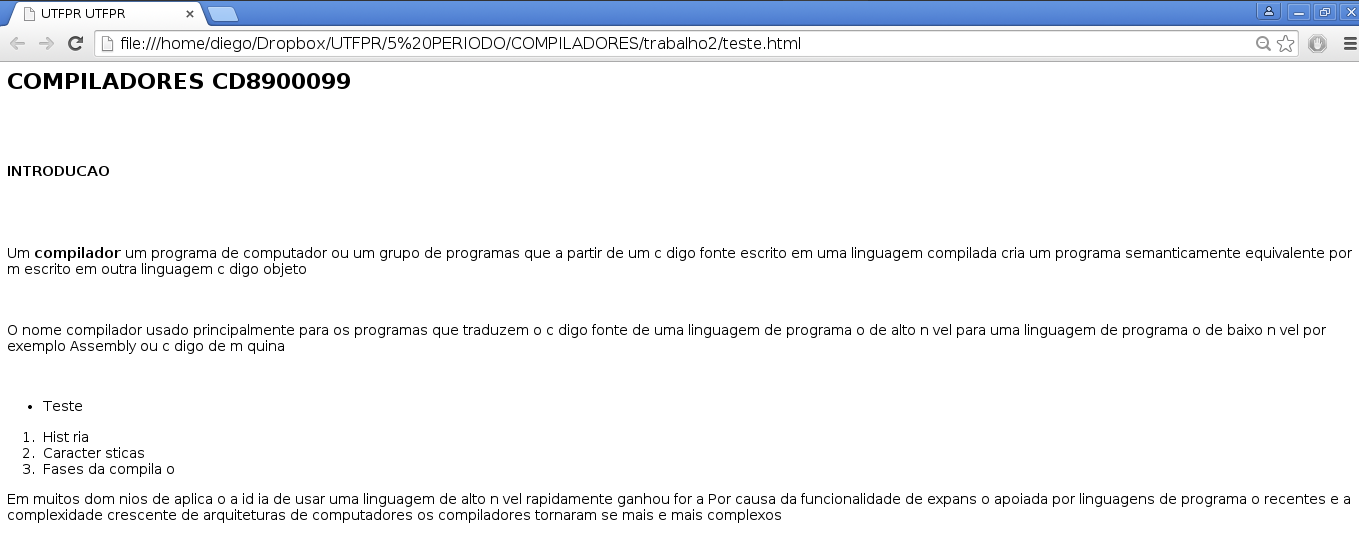 UTFPR UTFPR
file:///home/diego/Dropbox/UTFPR/5%20PERIODO/COMPILADORES/trabalho2/teste.html
COMPILADORES CD8900099
INTRODUCAO
Um compilador um programa de computador ou um grupo de programas que a partir de um c digo fonte escrito em uma linguagem compilada cria um programa semanticamente equivalente por
m escrito em outra linguagem c digo objeto
O nome compilador usado principalmente para os programas que traduzem o c digo fonte de uma linguagem de programa o de alto n vel para uma linguagem de programa o de baixo n vel por
exemplo Assembly ou c digo de m quina
• Teste
1. Hist ria
2. Caracter sticas
3. Fases da compila o
Em muitos dom nios de aplica o a id ia de usar uma linguagem de alto n vel rapidamente ganhou for a Por causa da funcionalidade de expans o apoiada por linguagens de programa o recentes e a
complexidade crescente de arquiteturas de computadores os compiladores tornaram se mais e mais complexos